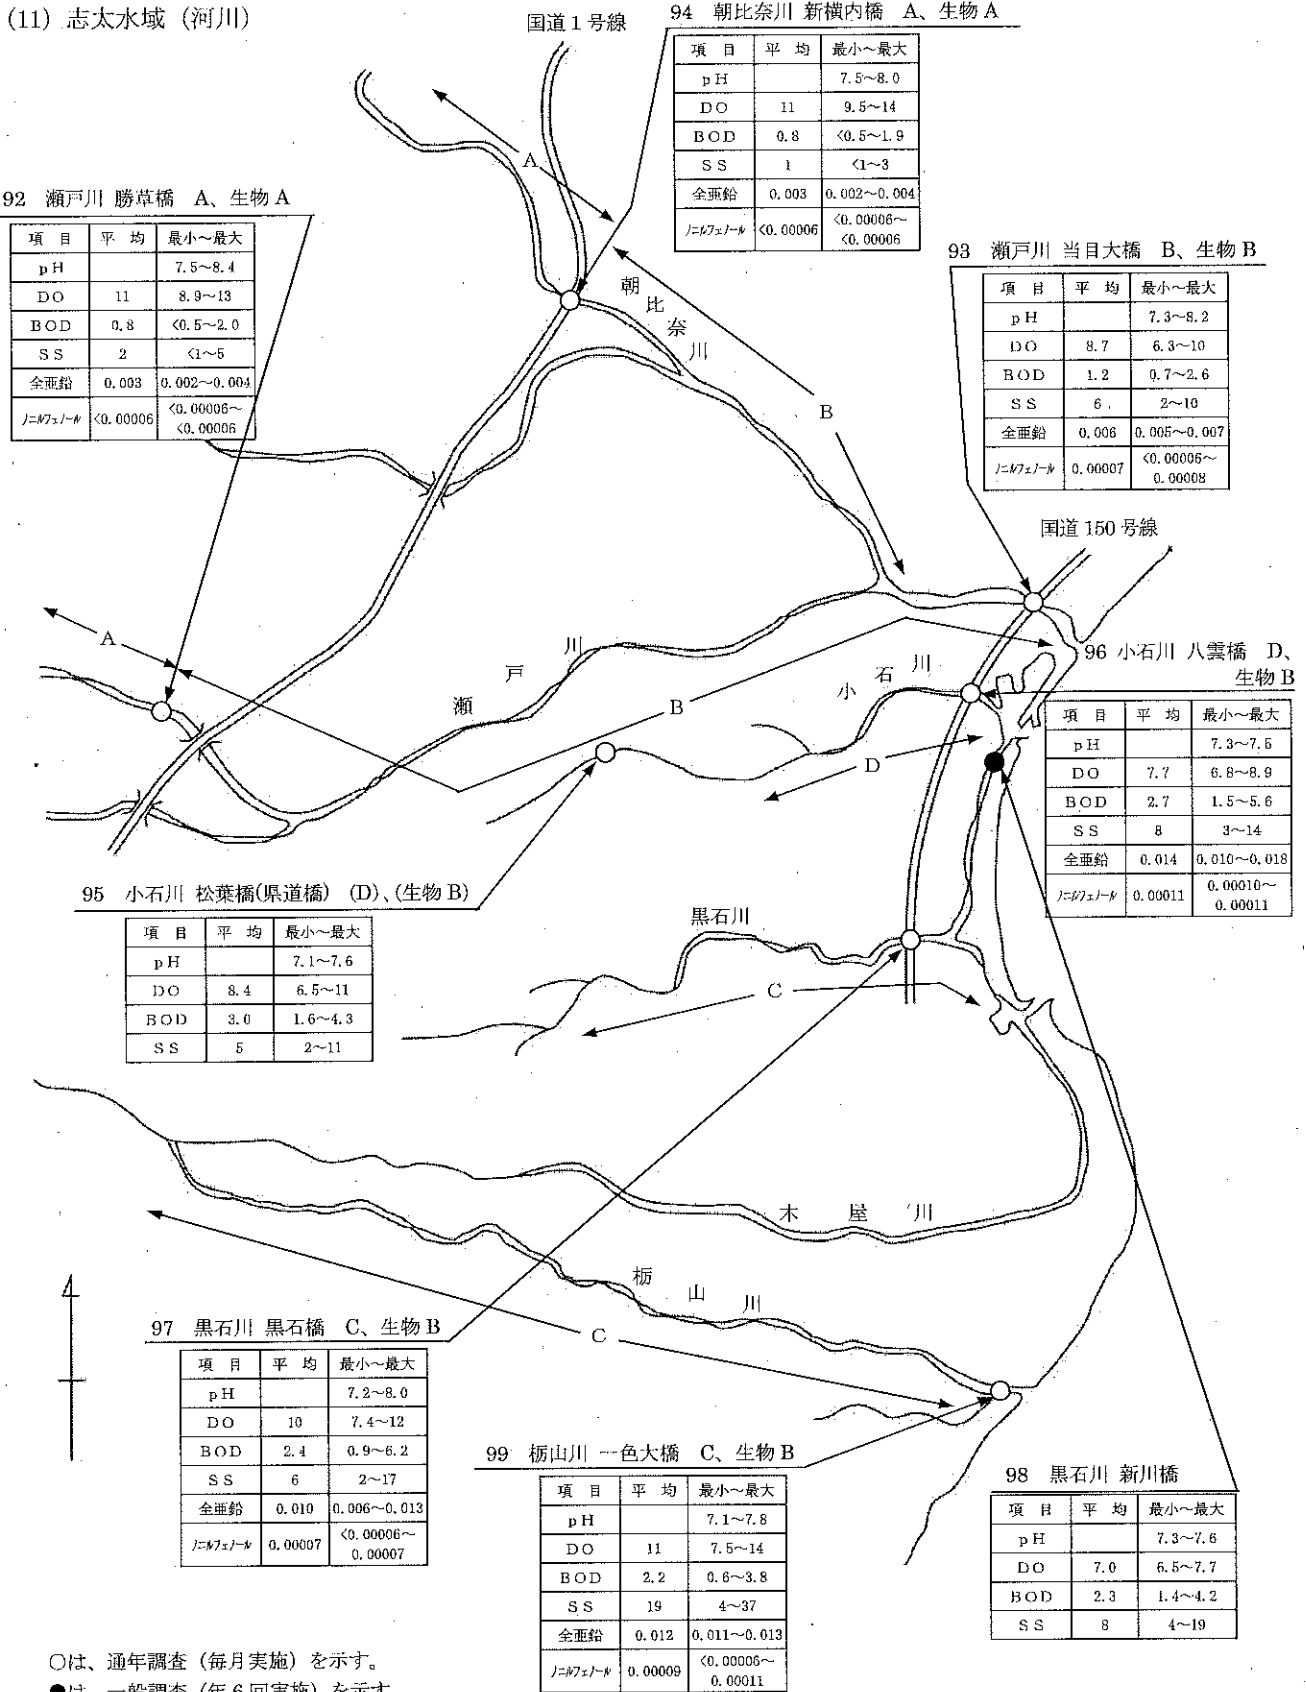 (11) 志太水域（河川）
国道1号線
94 朝比奈川 新横内橋 A、生物A
項 目 平 均 最小～最大
pH 7.5～8.0
DO 11 9.5～14
BOD 0.8 <0.5～1.9
SS 1 <1～3
全亜鉛 0.003 0.002～0.004
ノニルフェノール <0.00006 <0.00006～
<0.00006
A
92 瀬戸川 勝草橋 A、生物A
項 目 平 均 最小～最大
pH 7.5～8.4
DO 11 8.9～13
BOD 0.8 <0.5～2.0
SS 2 <1～5
全亜鉛 0.003 0.002～0.004
ノニルフェノール <0.00006 <0.00006～
<0.00006
93 瀬戸川 当目大橋 B、生物B
項 目 平 均 最小～最大
pH 7.3～8.2
DO 8.7 6.3～10
BOD 1.2 0.7～2.6
SS 6 2～10
全亜鉛 0.006 0.005～0.007
ノニルフェノール 0.00007 <0.00006～
0.00008
朝比奈川
B
国道150号線
A
瀬戸川
B
小石川
D
96 小石川 八雲橋 D、
生物B
項 目 平 均 最小～最大
pH 7.3～7.5
DO 7.7 6.8～8.9
BOD 2.7 1.5～5.6
SS 8 3～14
全亜鉛 0.014 0.010～0.018
ノニルフェノール 0.00011 0.00010～
0.00011
95 小石川 松葉橋(県道橋) (D)、(生物B)
項 目 平 均 最小～最大
pH 7.1～7.6
DO 8.4 6.5～11
BOD 3.0 1.6～4.3
SS 5 2～11
黒石川
C
木屋川
栃山川
C
97 黒石川 黒石橋 C、生物B
項 目 平 均 最小～最大
pH 7.2～8.0
DO 10 7.4～12
BOD 2.4 0.9～6.2
SS 6 2～17
全亜鉛 0.010 0.006～0.013
ノニルフェノール 0.00007 <0.00006～
0.00007
99 栃山川 一色大橋 C、生物B
項 目 平 均 最小～最大
pH 7.1～7.8
DO 11 7.5～14
BOD 2.2 0.6～3.8
SS 19 4～37
全亜鉛 0.012 0.011～0.013
ノニルフェノール 0.00009 <0.00006～
0.00011
98 黒石川 新川橋
項 目 平 均 最小～最大
pH 7.3～7.6
DO 7.0 6.5～7.7
BOD 2.3 1.4～4.2
SS 8 4～19
○は、通年調査（毎月実施）を示す。
●は、一般調査（年6回実施）を示す